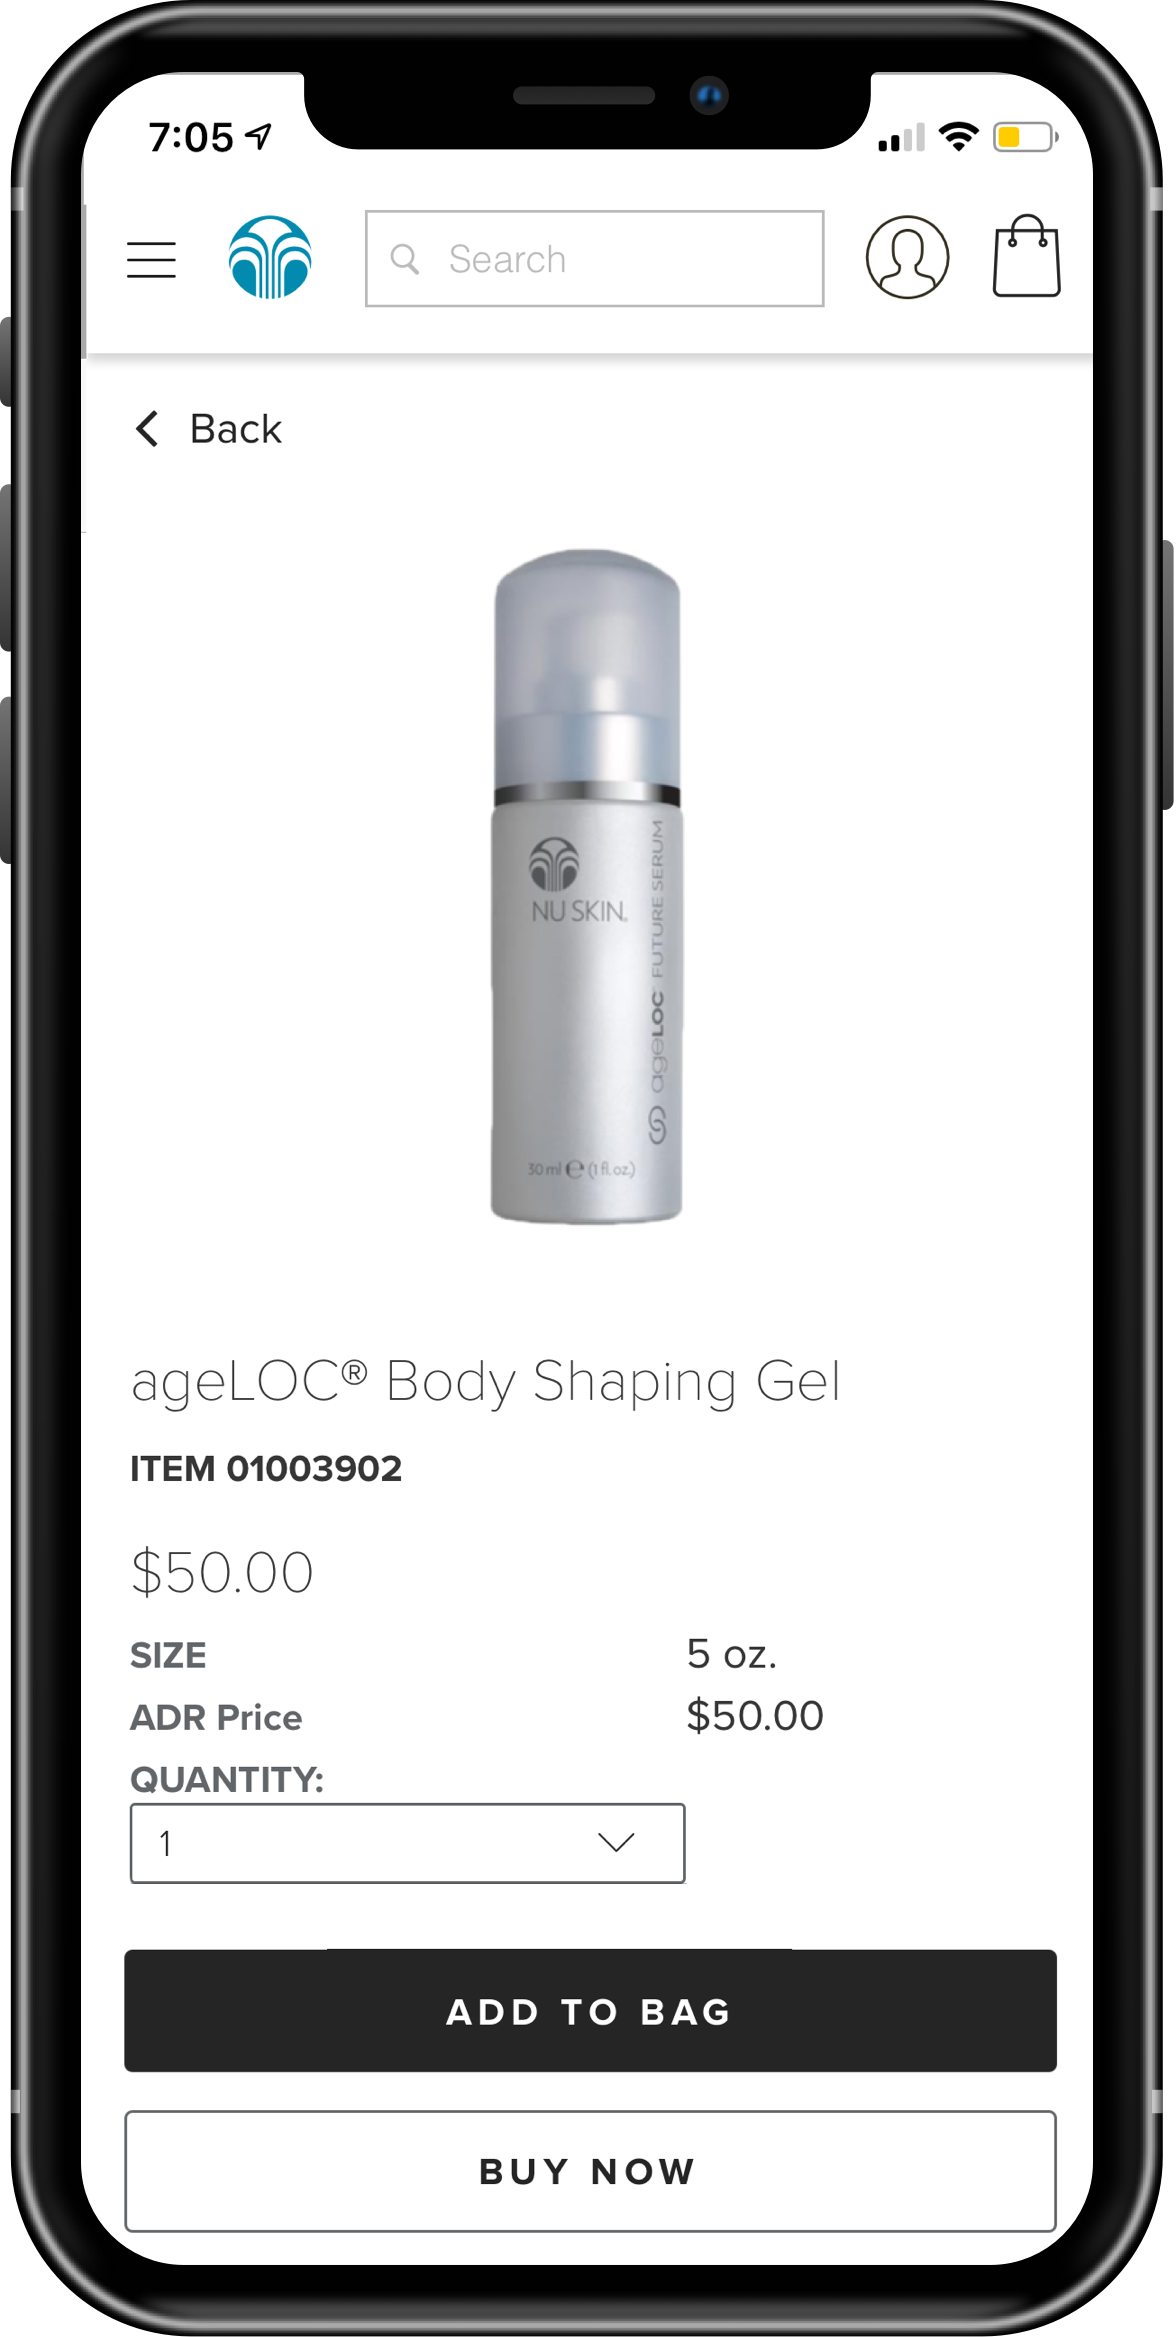 7:05
Search
Back
NU SKIN®
ageLOC™ FUTURE SERUM
30 ml ℮ (1 fl. oz.)
ageLOC® Body Shaping Gel
ITEM 01003902
$50.00
SIZE 5 oz.
ADR Price $50.00
QUANTITY:
1
ADD TO BAG
BUY NOW